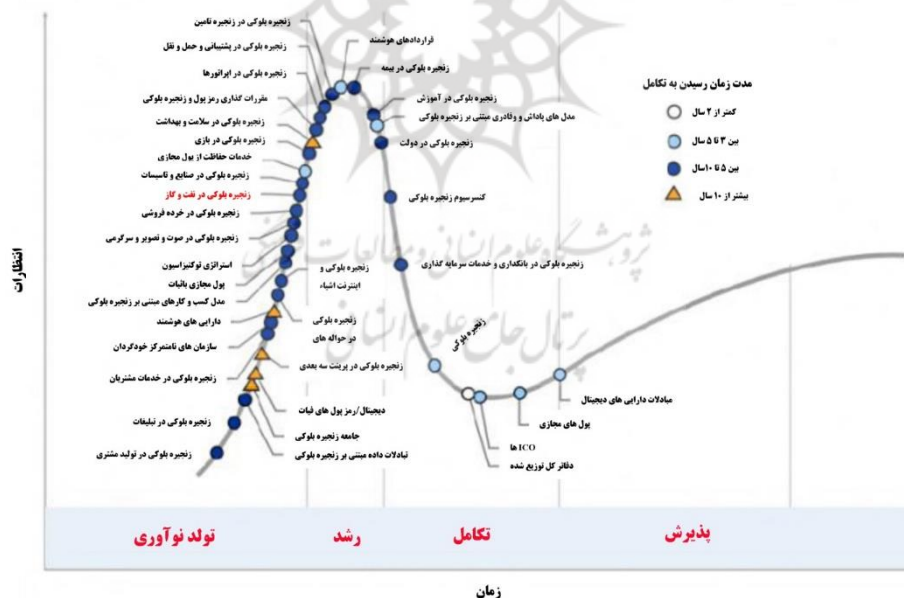 زنجیره بلوکی در زنجیره تامین
قراردادهای هوشمند
زنجیره بلوکی در پشتیبانی و حمل و نقل
زنجیره بلوکی در بیمه
زنجیره بلوکی در اپراتورها
مدت زمان رسیدن به تکامل
مقررات گذاری رمز پول و زنجیره بلوکی
زنجیره بلوکی در آموزش
کمتر از ۲ سال
مدل های پاداش و وفاداری مبتنی بر زنجیره بلوکی
زنجیره بلوکی در سلامت و بهداشت
زنجیره بلوکی در بازی
زنجیره بلوکی در دولت
بین ۳ تا ۵ سال
خدمات حفاظت از پول مجازی
بین ۵ تا ۱۰سال
زنجیره بلوکی در صنایع و تاسیسات
زنجیره بلوکی در نفت و گاز
کنسرسیوم زنجیره بلوکی
بیشتر از ۱۰ سال
زنجیره بلوکی در خرده فروشی
زنجیره بلوکی در صوت و تصویر و سرگرمی
پژوهشگاه علوم انسانی و مطالعات فرهنگی
انتظارات
استراتژی توکنیزاسیون
زنجیره بلوکی در بانکداری و خدمات سرمایه گذاری
زنجیره بلوکی و
اینترنت اشیاء
پول مجازی باثبات
مدل کسب و کارهای مبتنی بر زنجیره بلوکی
دارایی های هوشمند
زنجیره بلوکی
در حواله های
زنجیره بلوکی
پرتال جامع علوم انسانی
سازمان های نامتمرکز خودگردان
زنجیره بلوکی در پرینت سه بعدی
زنجیره بلوکی در خدمات مشتریان
مبادلات دارایی های دیجیتال
دیجیتال/رمز پول های فیات
زنجیره بلوکی در تبلیغات
پول های مجازی
جامعه زنجیره بلوکی
ICO ها
زنجیره بلوکی در تولید مشتری
تبادلات داده مبتنی بر زنجیره بلوکی
دفاتر کل توزیع شده
تولد نوآوری
رشد
تکامل
پذیرش
زمان